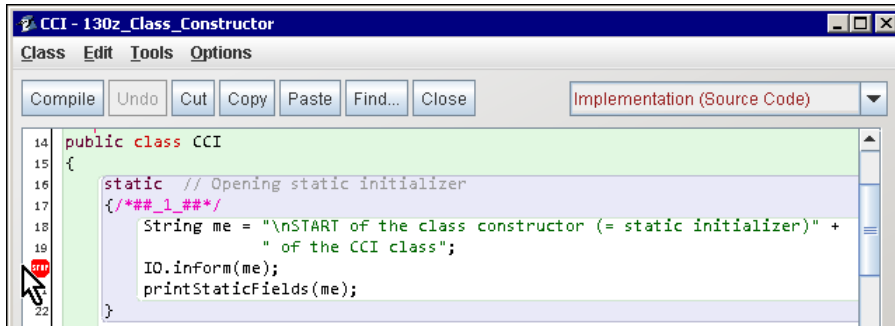 CCI - 130z_Class_Constructor
Class Edit Tools Options
Compile Undo Cut Copy Paste Find... Close Implementation (Source Code)
14 public class CCI
15 {
16 static // Opening static initializer
17 {/*##_1_##*/
18 String me = "\nSTART of the class constructor (= static initializer)" +
19 " of the CCI class";
STOP IO.inform(me);
printStaticFields(me);
22 }